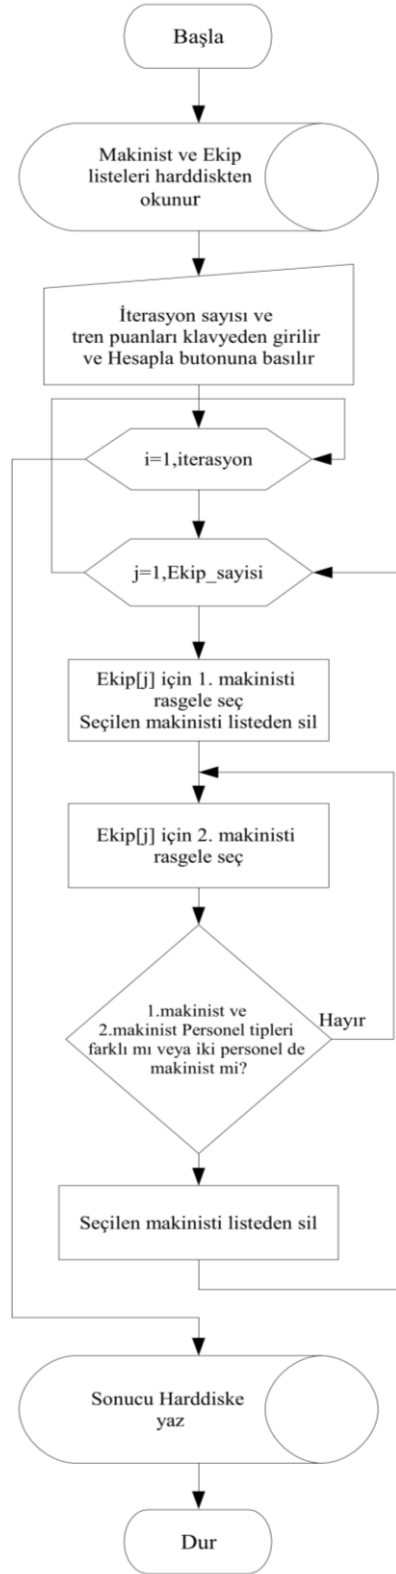 Başla
Makinist ve Ekip
listeleri harddiskten
okunur
İterasyon sayısı ve
tren puanları klavyeden girilir
ve Hesapla butonuna basılır
i=1,iterasyon
j=1,Ekip_sayisi
Ekip[j] için 1. makinisti
rasgele seç
Seçilen makinisti listeden sil
Ekip[j] için 2. makinisti
rasgele seç
1.makinist ve
2.makinist Personel tipleri
farklı mı veya iki personel de
makinist mi?
Hayır
Seçilen makinisti listeden sil
Sonucu Harddiske
yaz
Dur